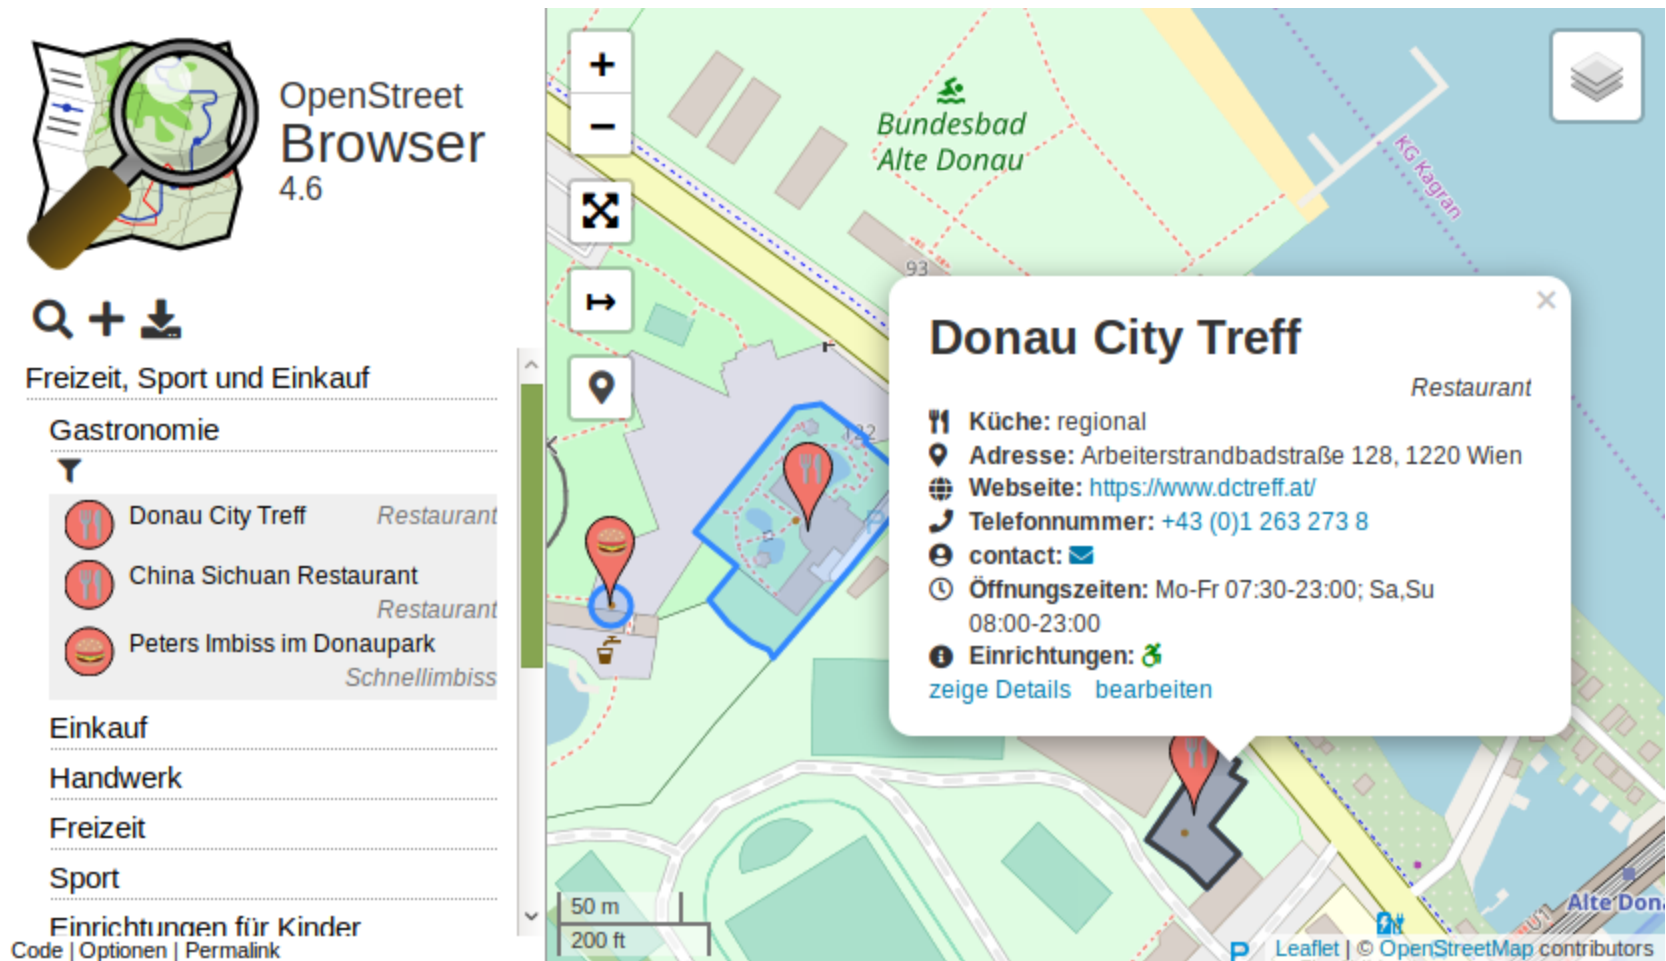 OpenStreet
Browser
4.6
Freizeit, Sport und Einkauf
Gastronomie
Donau City Treff Restaurant
China Sichuan Restaurant
Restaurant
Peters Imbiss im Donaupark
Schnellimbiss
Einkauf
Handwerk
Freizeit
Sport
Einrichtungen für Kinder
Code | Optionen | Permalink
+
−
Bundesbad
Alte Donau
KG Kagran
93
122
P
Donau City Treff
×
Restaurant
Küche: regional
Adresse: Arbeiterstrandbadstraße 128, 1220 Wien
Webseite: https://www.dctreff.at/
Telefonnummer: +43 (0)1 263 273 8
contact:
Öffnungszeiten: Mo-Fr 07:30-23:00; Sa,Su
08:00-23:00
Einrichtungen:
zeige Details bearbeiten
Alte Dona
U1
50 m
200 ft
P
Leaflet | © OpenStreetMap contributors